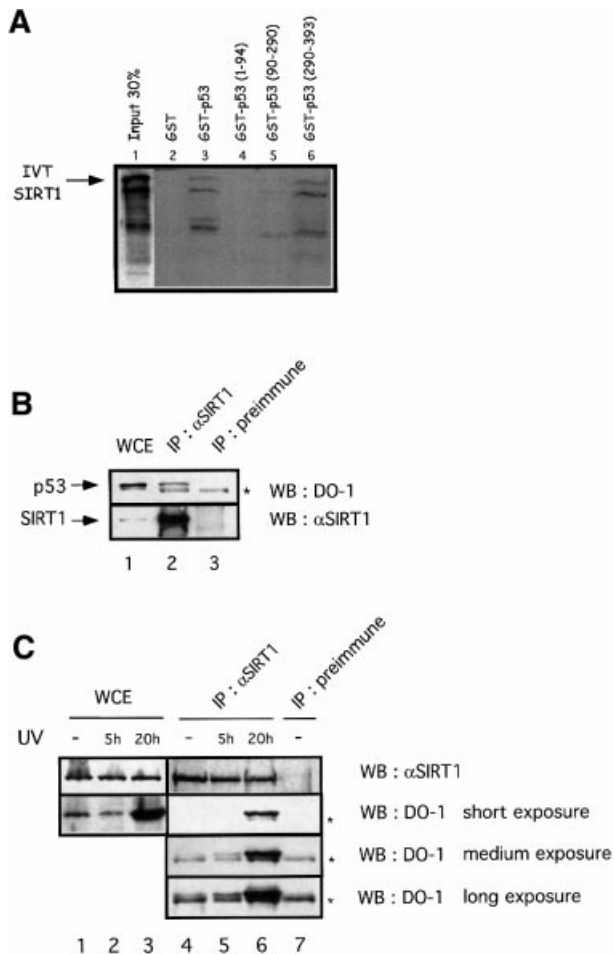 A
Input 30%
GST
GST-p53
GST-p53 (1-94)
GST-p53 (90-290)
GST-p53 (290-393)
1 2 3 4 5 6
IVT
SIRT1
B
WCE
IP : αSIRT1
IP : preimmune
p53
* WB : DO-1
SIRT1
WB : αSIRT1
1 2 3
C
WCE
IP : αSIRT1
IP : preimmune
UV - 5h 20h - 5h 20h -
WB : αSIRT1
* WB : DO-1 short exposure
* WB : DO-1 medium exposure
* WB : DO-1 long exposure
1 2 3 4 5 6 7